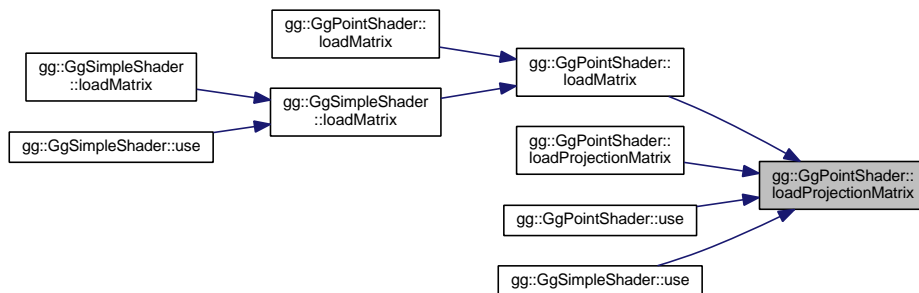 gg::GgPointShader::
loadMatrix
gg::GgSimpleShader
::loadMatrix
gg::GgPointShader::
loadMatrix
gg::GgSimpleShader
::loadMatrix
gg::GgSimpleShader::use
gg::GgPointShader::
loadProjectionMatrix
gg::GgPointShader::
loadProjectionMatrix
gg::GgPointShader::use
gg::GgSimpleShader::use